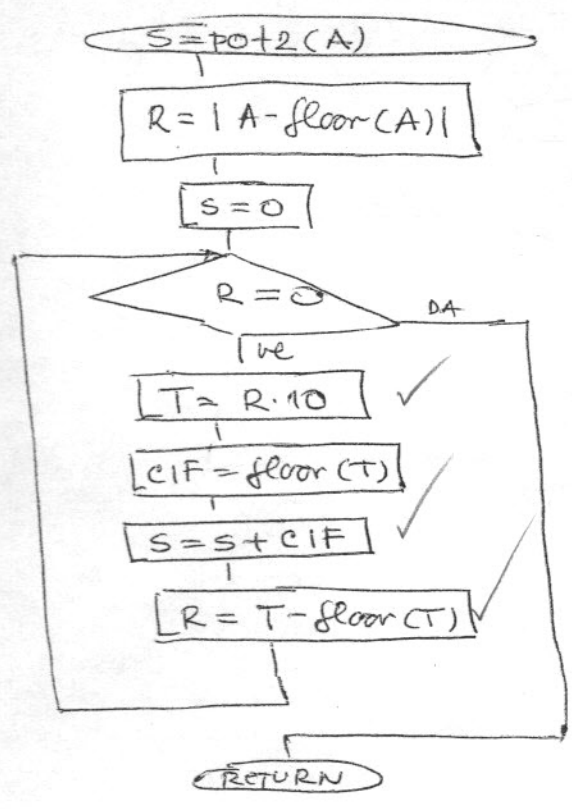 S=pot2(A)
R=|A-floor(A)|
S=0
R=0
DA
ne
T=R·10
CIF=floor(T)
S=S+CIF
R=T-floor(T)
RETURN